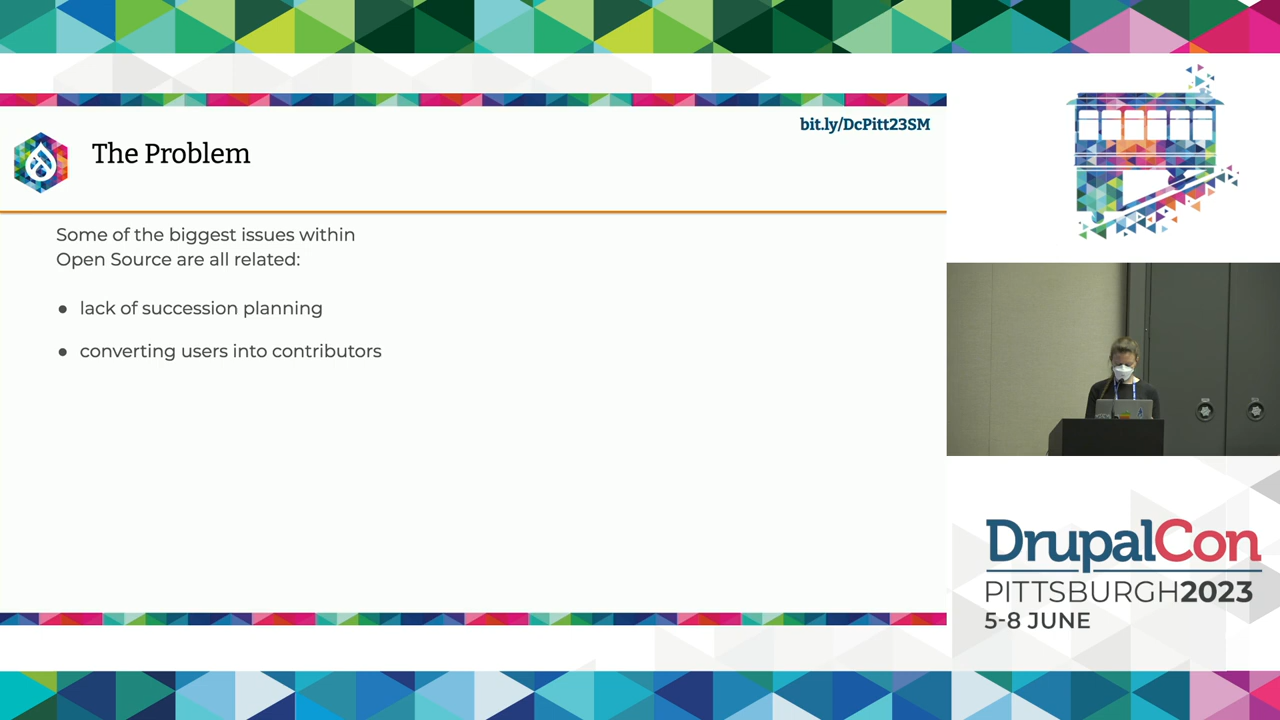 bit.ly/DcPitt23SM
The Problem
Some of the biggest issues within
Open Source are all related:
● lack of succession planning
● converting users into contributors
DrupalCon
PITTSBURGH2023
5-8 JUNE